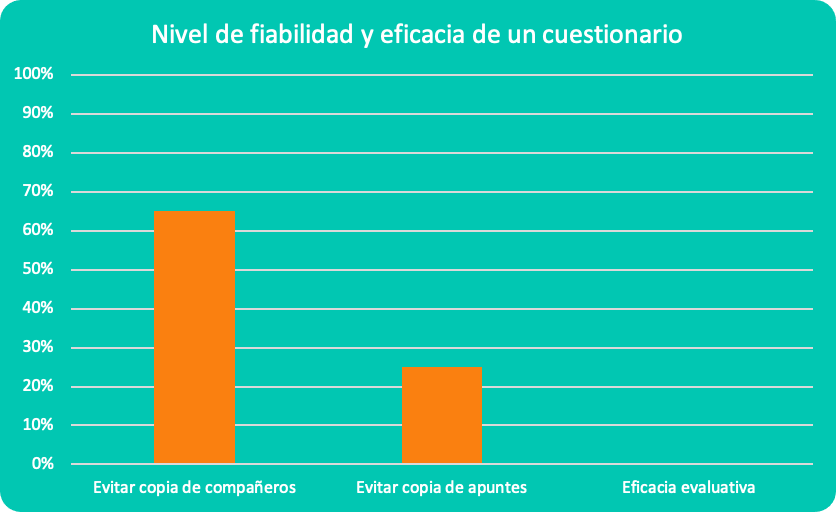 Nivel de fiabilidad y eficacia de un cuestionario
100%
90%
80%
70%
60%
50%
40%
30%
20%
10%
0%
Evitar copia de compañeros
Evitar copia de apuntes
Eficacia evaluativa